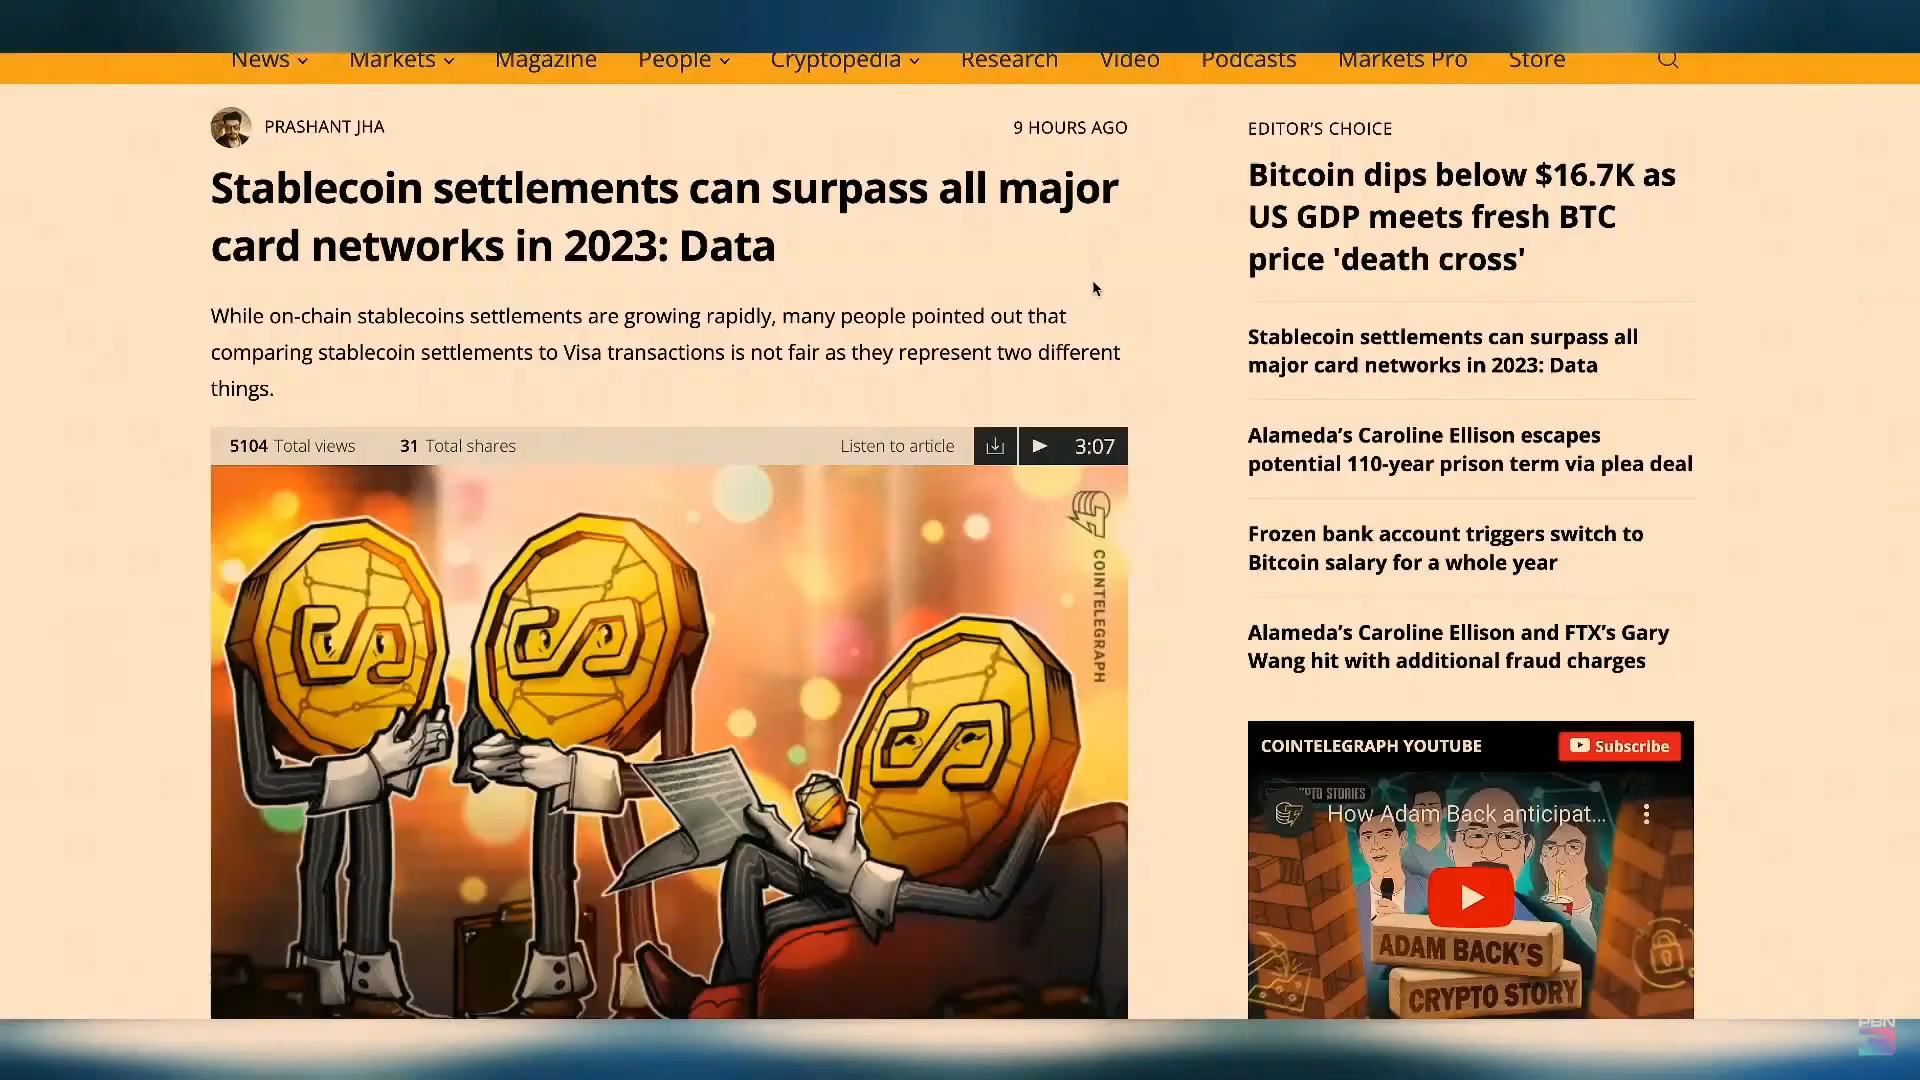 News Markets Magazine People Cryptopedia Research Video Podcasts Markets Pro Store
PRASHANT JHA
9 HOURS AGO
Stablecoin settlements can surpass all major
card networks in 2023: Data
While on-chain stablecoins settlements are growing rapidly, many people pointed out that
comparing stablecoin settlements to Visa transactions is not fair as they represent two different
things.
5104 Total views 31 Total shares Listen to article 3:07
COINTELEGRAPH
EDITOR'S CHOICE
Bitcoin dips below $16.7K as
US GDP meets fresh BTC
price 'death cross'
Stablecoin settlements can surpass all
major card networks in 2023: Data
Alameda’s Caroline Ellison escapes
potential 110-year prison term via plea deal
Frozen bank account triggers switch to
Bitcoin salary for a whole year
Alameda’s Caroline Ellison and FTX’s Gary
Wang hit with additional fraud charges
COINTELEGRAPH YOUTUBE Subscribe
STORIES
How Adam Back anticipat...
ADAM BACK'S
CRYPTO STORY
PBN